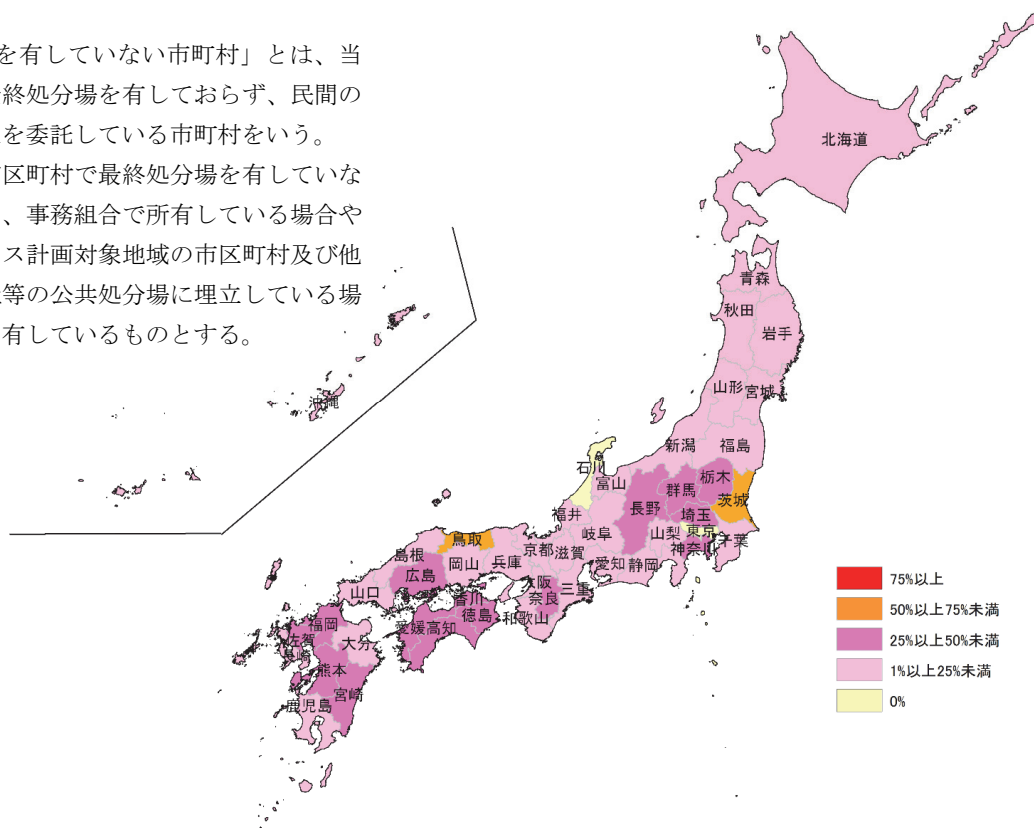 を有していない市町村」とは、当
終処分場を有しておらず、民間の
を委託している市町村をいう。
区町村で最終処分場を有していな
、事務組合で所有している場合や
ス計画対象地域の市区町村及び他
等の公共処分場に埋立している場
有しているものとする。
北海道
青森
秋田
岩手
山形
宮城
沖縄
新潟
福島
石川
富山
栃木
群馬
茨城
長野
埼玉
福井
東京
岐阜
山梨
千葉
神奈川
鳥取
京都
滋賀
島根
岡山
兵庫
愛知
静岡
広島
大阪
三重
山口
香川
奈良
徳島
和歌山
福岡
愛媛
高知
佐賀
大分
長崎
熊本
宮崎
鹿児島
75%以上
50%以上75%未満
25%以上50%未満
1%以上25%未満
0%